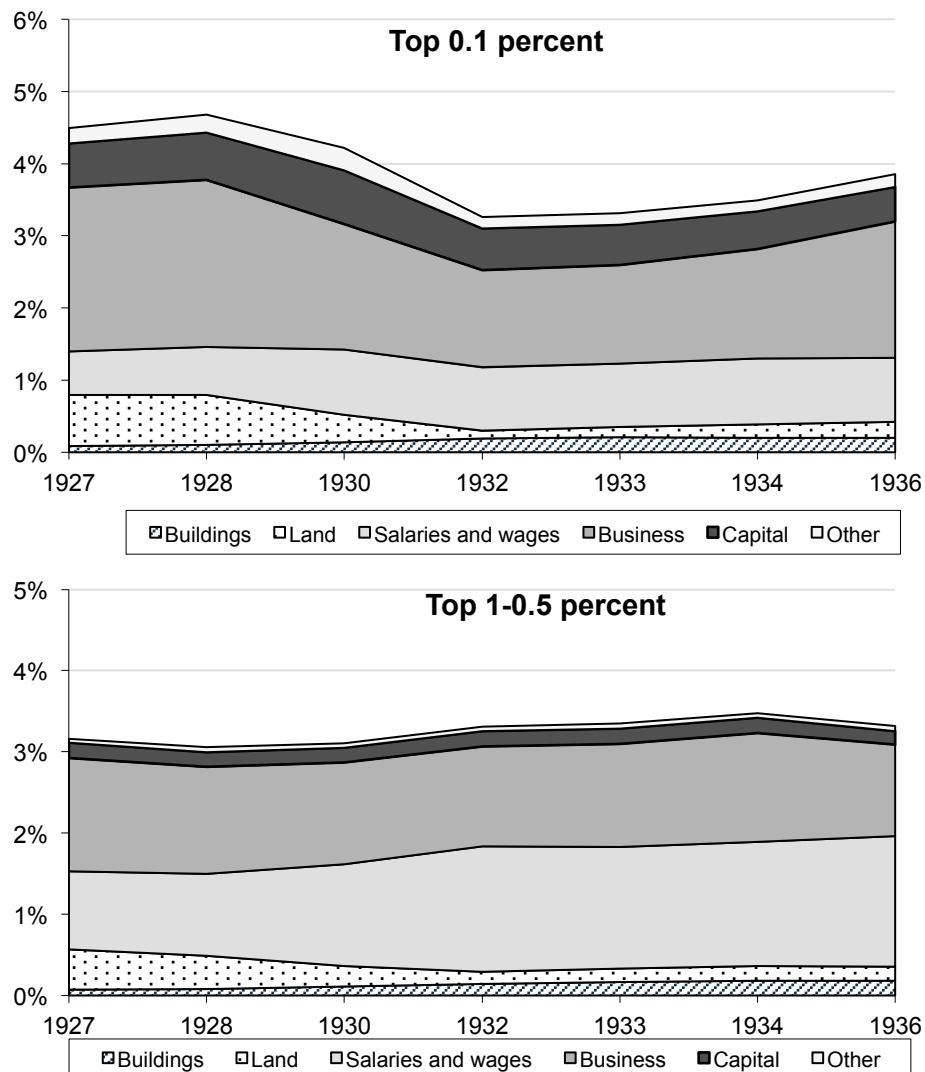 Top 0.1 percent
6%
5%
4%
3%
2%
1%
0%
1927 1928 1930 1932 1933 1934 1936
Buildings Land Salaries and wages Business Capital Other
Top 1-0.5 percent
5%
4%
3%
2%
1%
0%
1927 1928 1930 1932 1933 1934 1936
Buildings Land Salaries and wages Business Capital Other